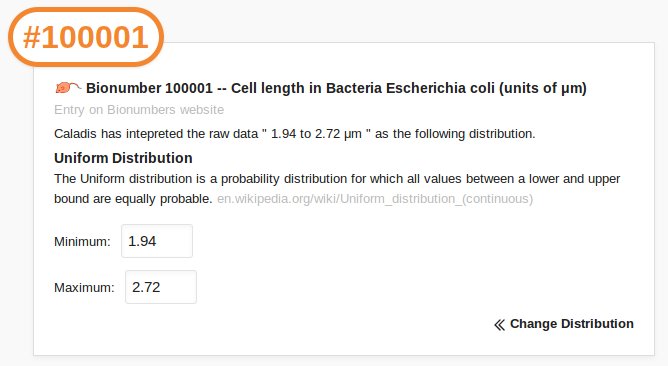 #100001
Bionumber 100001 -- Cell length in Bacteria Escherichia coli (units of μm)
Entry on Bionumbers website
Caladis has intepreted the raw data " 1.94 to 2.72 μm " as the following distribution.
Uniform Distribution
The Uniform distribution is a probability distribution for which all values between a lower and upper
bound are equally probable. en.wikipedia.org/wiki/Uniform_distribution_(continuous)
Minimum: 1.94
Maximum: 2.72
Change Distribution